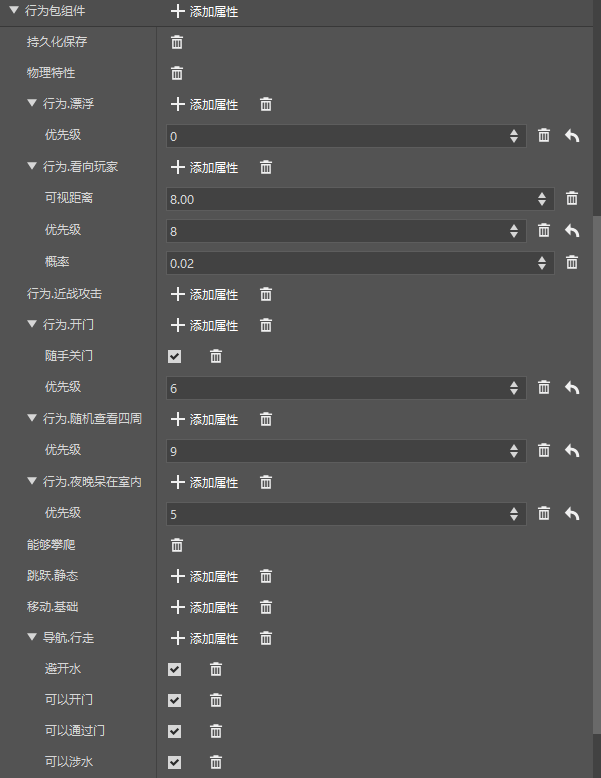 行为包组件 添加属性
持久化保存
物理特性
行为.漂浮 添加属性
优先级 0
行为.看向玩家 添加属性
可视距离 8.00
优先级 8
概率 0.02
行为.近战攻击 添加属性
行为.开门 添加属性
随手关门
优先级 6
行为.随机查看四周 添加属性
优先级 9
行为.夜晚呆在室内 添加属性
优先级 5
能够攀爬
跳跃.静态 添加属性
移动.基础 添加属性
导航.行走 添加属性
避开水
可以开门
可以通过门
可以涉水